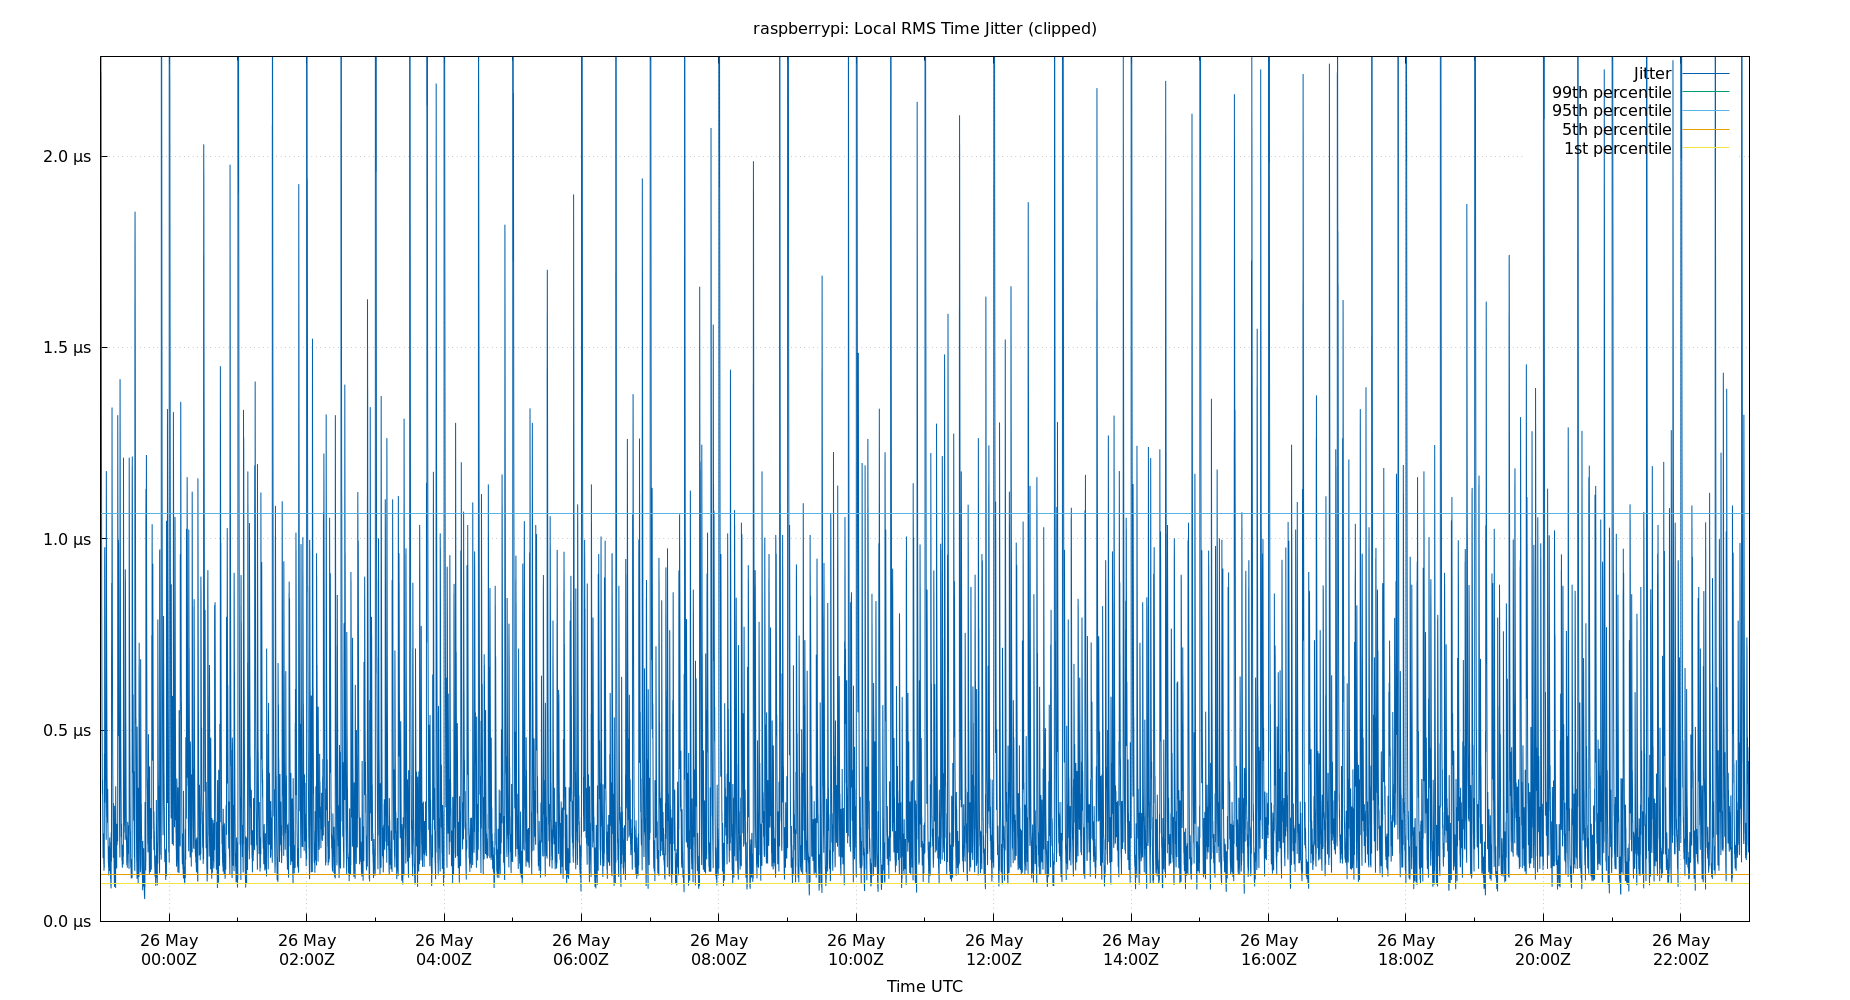 raspberrypi: Local RMS Time Jitter (clipped)
Jitter
99th percentile
95th percentile
5th percentile
1st percentile
2.0 µs
1.5 µs
1.0 µs
0.5 µs
0.0 µs
26 May 26 May 26 May 26 May 26 May 26 May 26 May 26 May 26 May 26 May 26 May 26 May
00:00Z 02:00Z 04:00Z 06:00Z 08:00Z 10:00Z 12:00Z 14:00Z 16:00Z 18:00Z 20:00Z 22:00Z
Time UTC